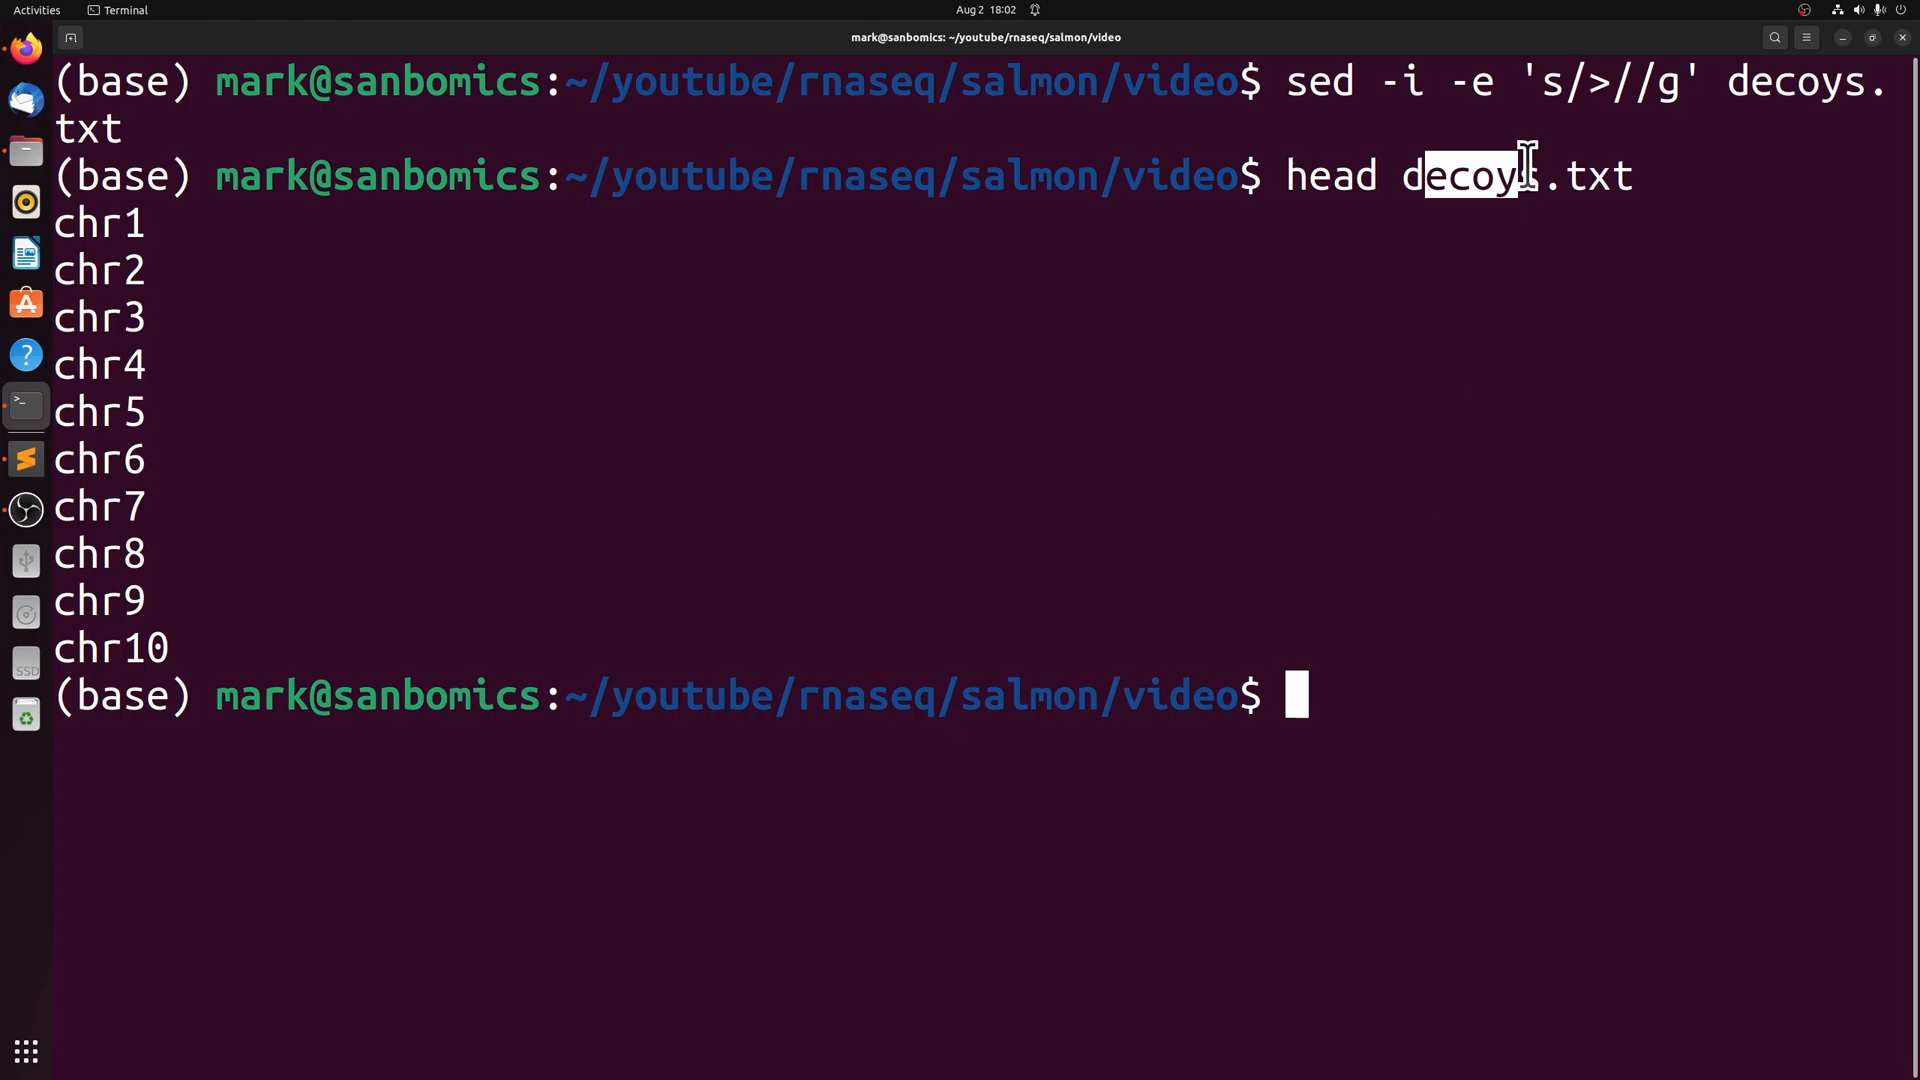 Activities Terminal Aug 2 18:02
mark@sanbomics: ~/youtube/rnaseq/salmon/video
(base) mark@sanbomics:~/youtube/rnaseq/salmon/video$ sed -i -e 's/>//g' decoys.
txt
(base) mark@sanbomics:~/youtube/rnaseq/salmon/video$ head decoys.txt
chr1
chr2
chr3
chr4
chr5
chr6
chr7
chr8
chr9
chr10
(base) mark@sanbomics:~/youtube/rnaseq/salmon/video$
SSD